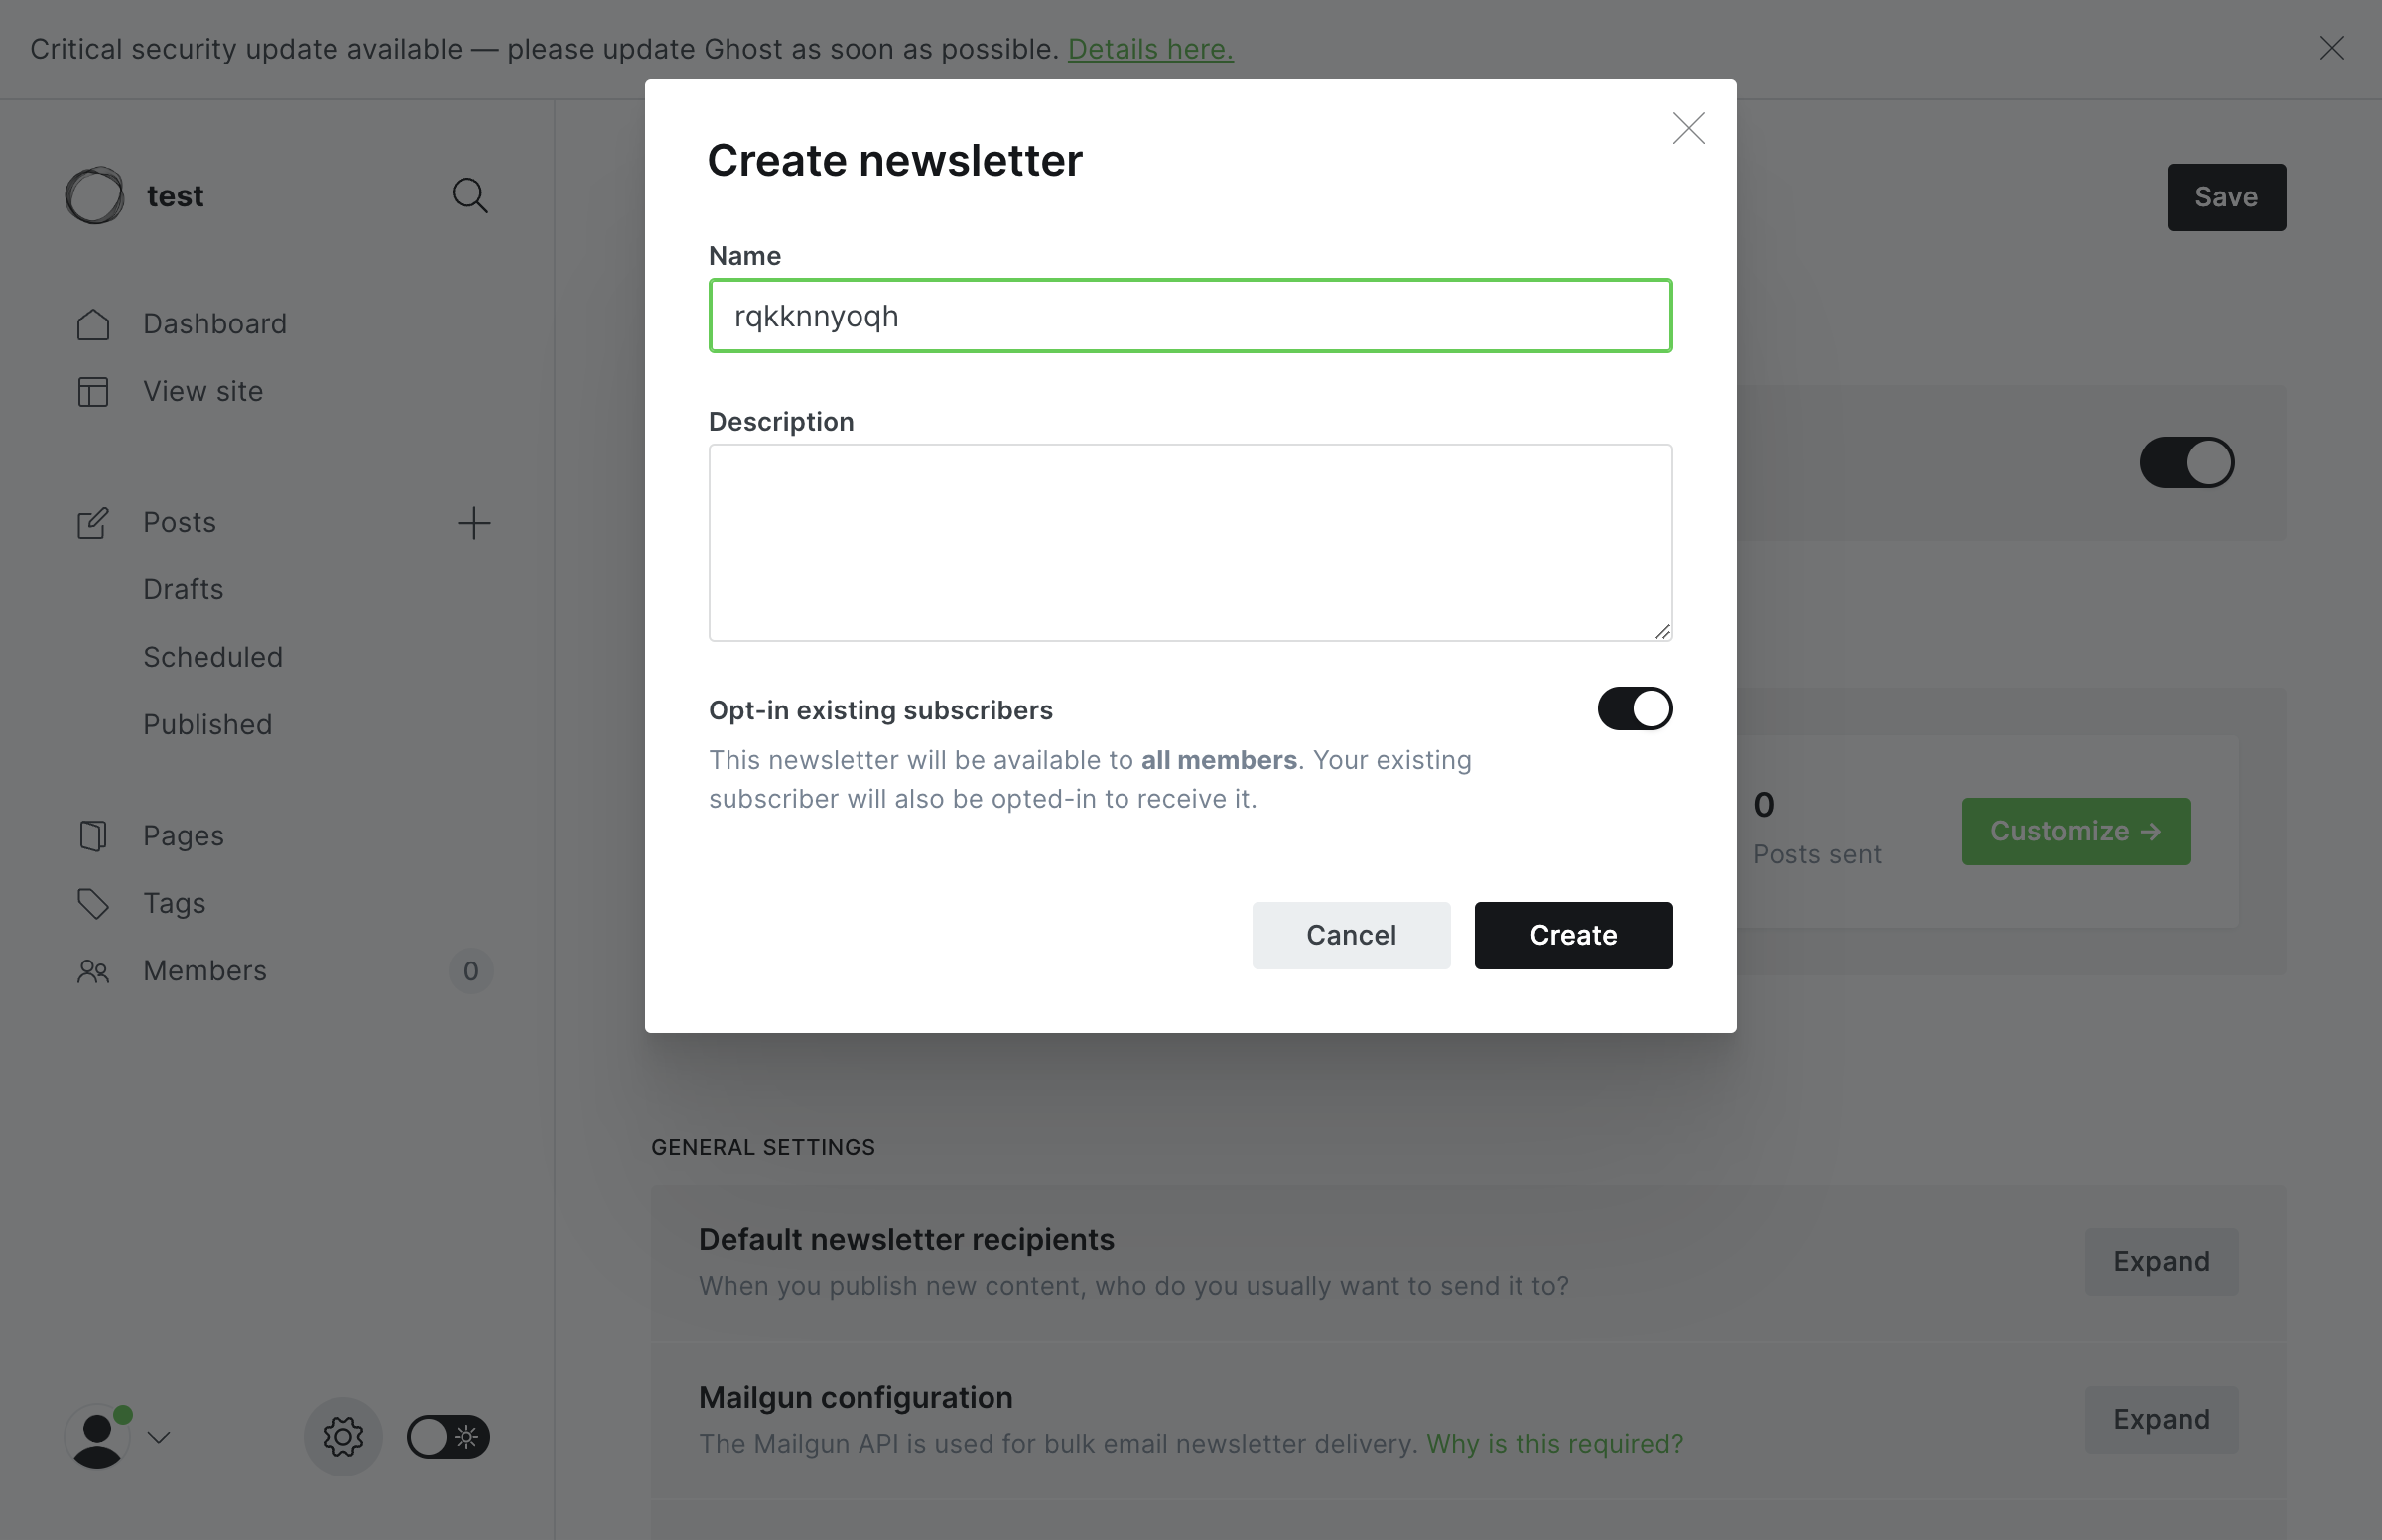 Critical security update available — please update Ghost as soon as possible. Details here.
test
Dashboard
View site
Posts
Drafts
Scheduled
Published
Pages
Tags
Members
0
Save
Create newsletter
Name
rqkknnyoqh
Description
Opt-in existing subscribers
This newsletter will be available to all members. Your existing
subscriber will also be opted-in to receive it.
Cancel
Create
0
Posts sent
Customize →
GENERAL SETTINGS
Default newsletter recipients
When you publish new content, who do you usually want to send it to?
Expand
Mailgun configuration
The Mailgun API is used for bulk email newsletter delivery. Why is this required?
Expand